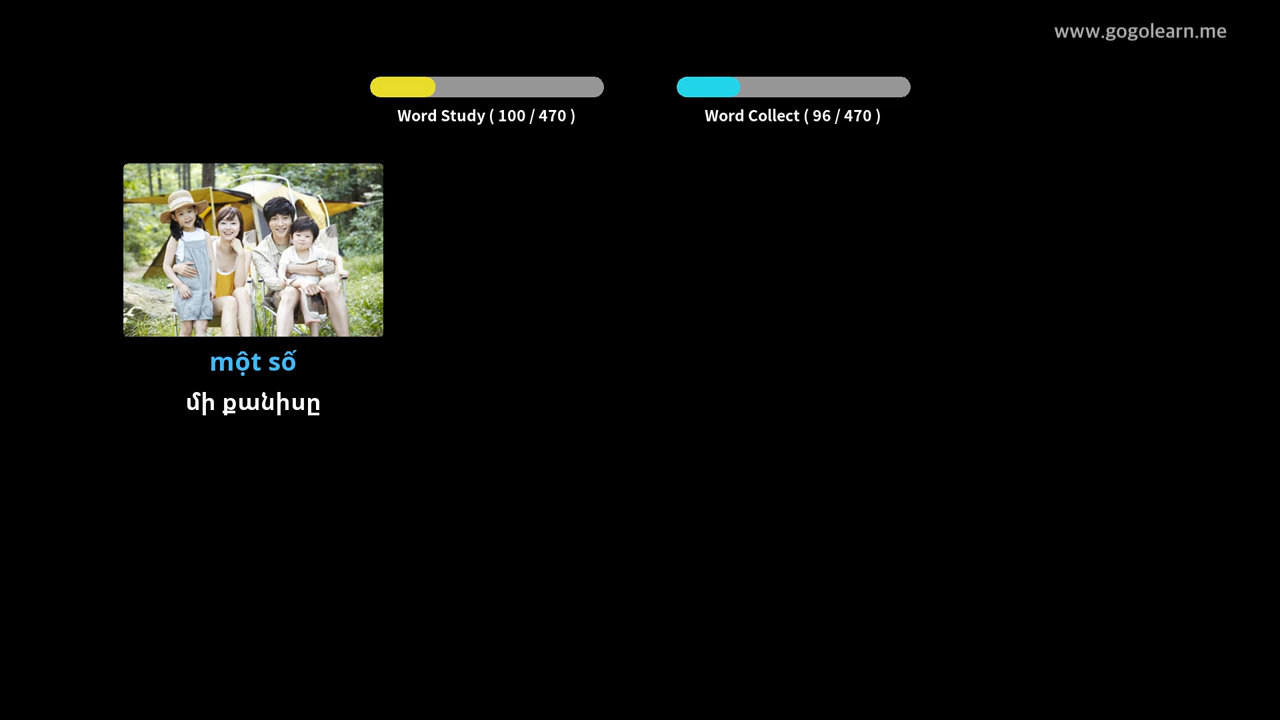 www.gogolearn.me
Word Study ( 100 / 470 )
Word Collect ( 96 / 470 )
một số
մի քանիսը